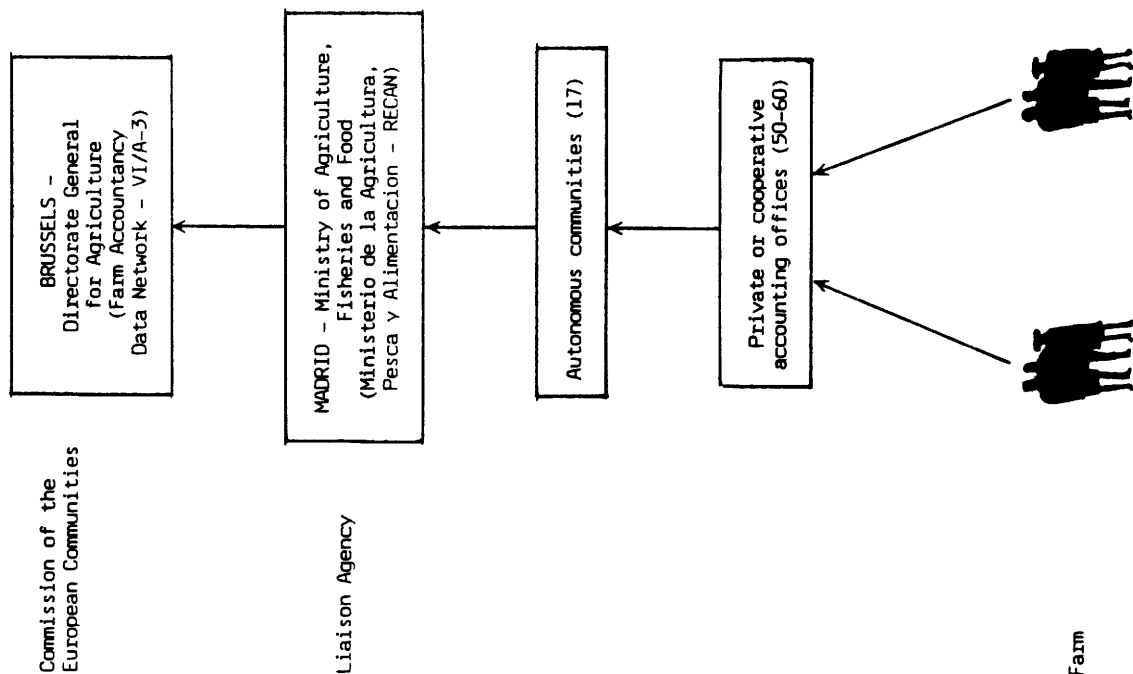 Commission of the
European Communities
BRUSSELS -
Directorate General
for Agriculture
(Farm Accountancy
Data Network - VI/A-3)
Liaison Agency
MADRID - Ministry of Agriculture,
Fisheries and Food
(Ministerio de la Agricultura,
Pesca y Alimentacion - RECAN)
Autonomous communities (17)
Private or cooperative
accounting offices (50-60)
Farm